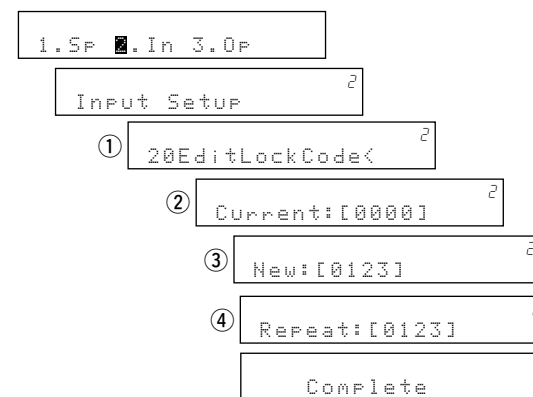 1.Sp 2.In 3.Op
2
Input Setup
2
① 20EditLockCode<
2
② Current:[0000]
2
③ New:[0123]
④ Repeat:[0123]
Complete